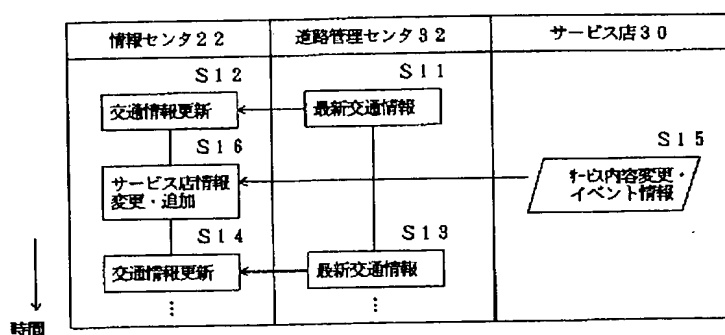 情報センタ22
道路管理センタ32
サービス店30
S12
S11
交通情報更新
最新交通情報
S16
S15
サービス店情報
変更・追加
サービス内容変更・
イベント情報
S14
S13
交通情報更新
最新交通情報
⋮
⋮
時間